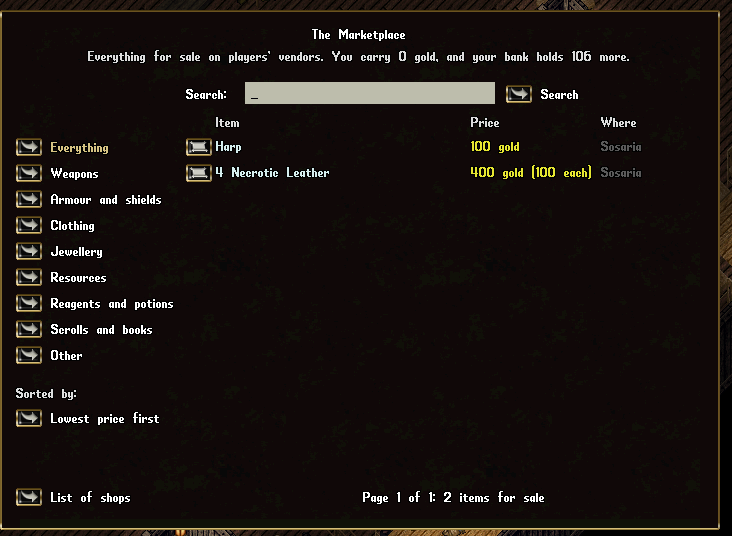 The Marketplace
Everything for sale on players' vendors. You carry 0 gold, and your bank holds 106 more.
Search: _ Search
Item Price Where
Everything Harp 100 gold Sosaria
Weapons 4 Necrotic Leather 400 gold (100 each) Sosaria
Armour and shields
Clothing
Jewellery
Resources
Reagents and potions
Scrolls and books
Other
Sorted by:
Lowest price first
List of shops Page 1 of 1: 2 items for sale